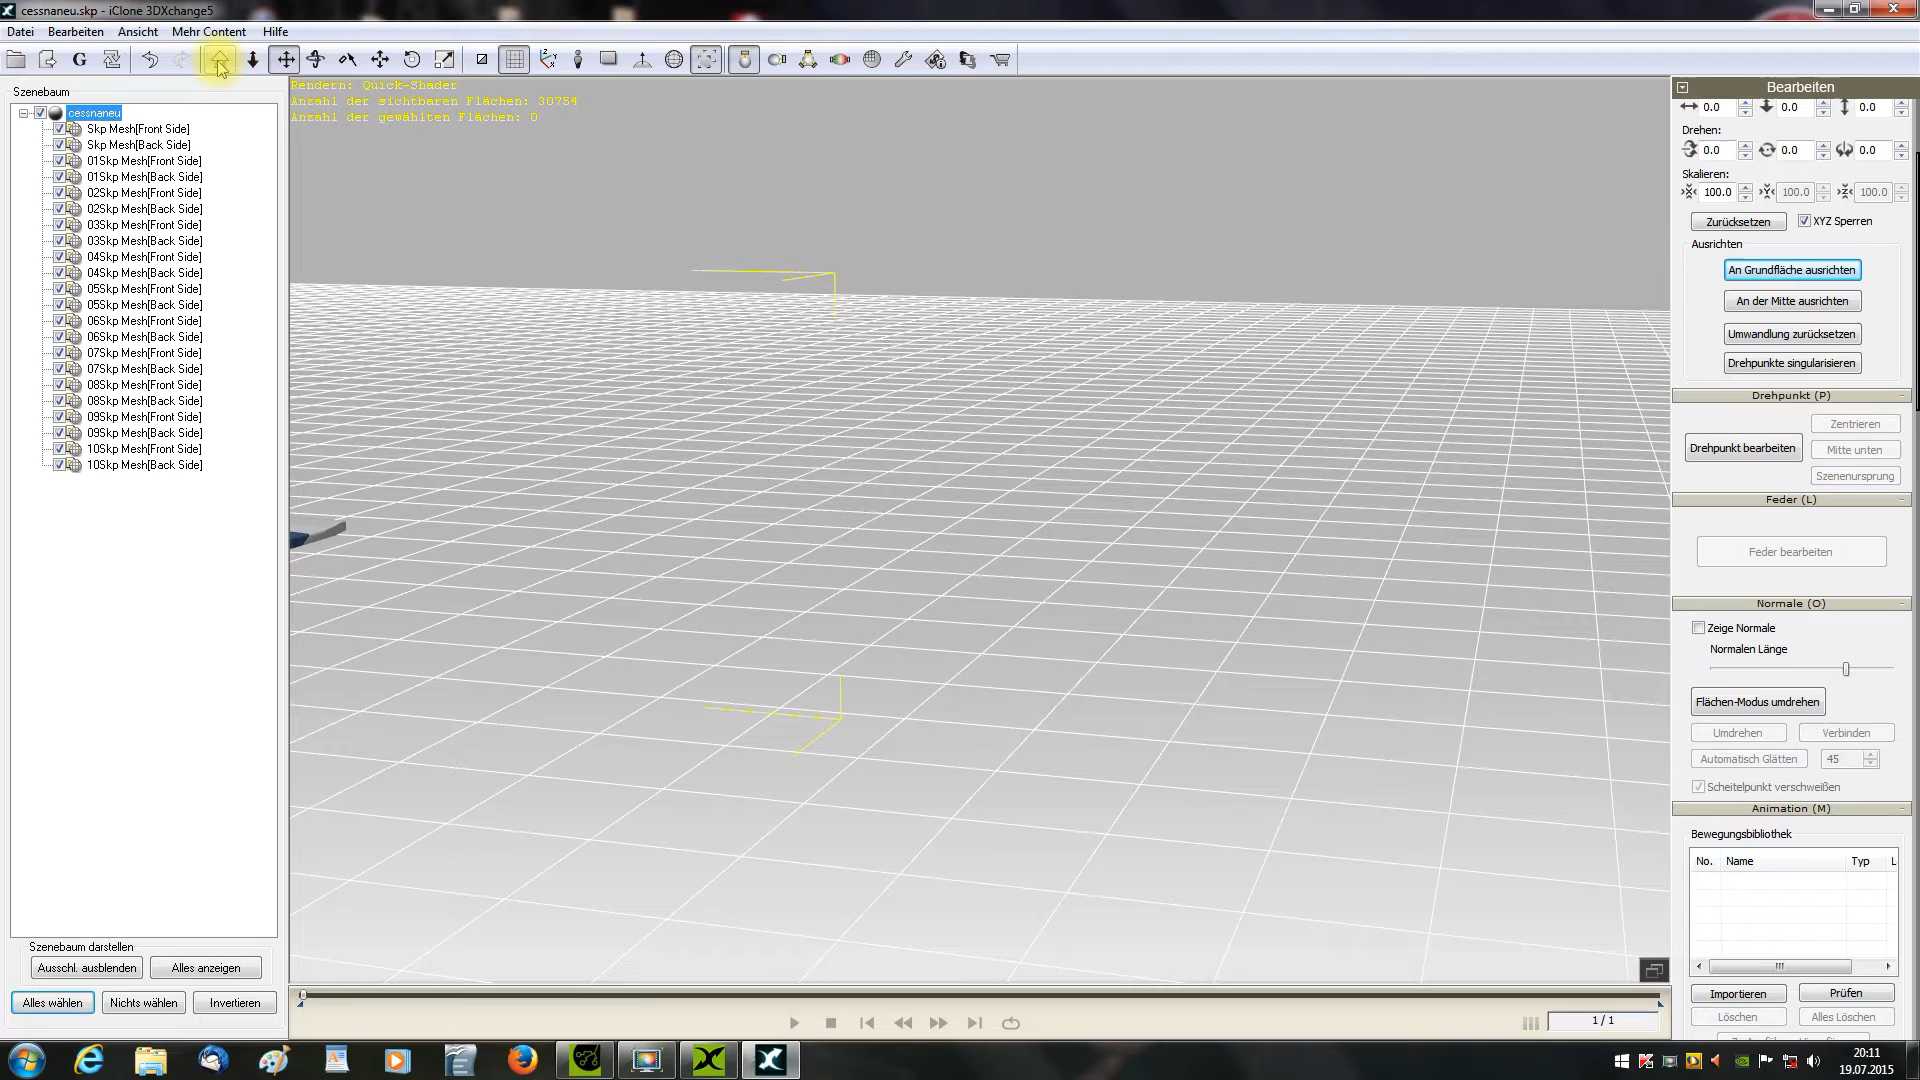 cessnaneu.skp - iClone 3DXchange5
Datei Bearbeiten Ansicht Mehr Content Hilfe
G
Szenebaum
cessnaneu
Skp Mesh[Front Side]
Skp Mesh[Back Side]
01Skp Mesh[Front Side]
01Skp Mesh[Back Side]
02Skp Mesh[Front Side]
02Skp Mesh[Back Side]
03Skp Mesh[Front Side]
03Skp Mesh[Back Side]
04Skp Mesh[Front Side]
04Skp Mesh[Back Side]
05Skp Mesh[Front Side]
05Skp Mesh[Back Side]
06Skp Mesh[Front Side]
06Skp Mesh[Back Side]
07Skp Mesh[Front Side]
07Skp Mesh[Back Side]
08Skp Mesh[Front Side]
08Skp Mesh[Back Side]
09Skp Mesh[Front Side]
09Skp Mesh[Back Side]
10Skp Mesh[Front Side]
10Skp Mesh[Back Side]
Szenebaum darstellen
Ausschl. ausblenden Alles anzeigen
Alles wählen Nichts wählen Invertieren
Rendern: Quick-Shader
Anzahl der sichtbaren Flächen: 30754
Anzahl der gewählten Flächen: 0
1 / 1
Bearbeiten
0.0 0.0 0.0
Drehen:
0.0 0.0 0.0
Skalieren:
100.0 100.0 100.0
Zurücksetzen XYZ Sperren
Ausrichten
An Grundfläche ausrichten
An der Mitte ausrichten
Umwandlung zurücksetzen
Drehpunkte singularisieren
Drehpunkt (P)
Zentrieren
Drehpunkt bearbeiten Mitte unten
Szenenursprung
Feder (L)
Feder bearbeiten
Normale (O)
Zeige Normale
Normalen Länge
Flächen-Modus umdrehen
Umdrehen Verbinden
Automatisch Glätten 45
Scheitelpunkt verschweißen
Animation (M)
Bewegungsbibliothek
No. Name Typ L
Importieren Prüfen
Löschen Alles Löschen
20:11
19.07.2015